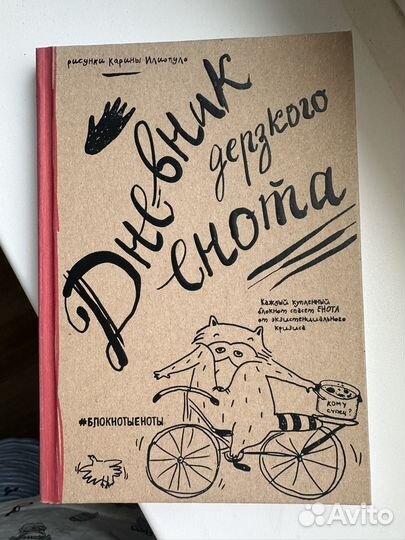 рисунки Карины Илиопуло
Дневник
дерзкого
енота
Каждый купленный
блокнот спасет ЕНОТА
от экзистенциального
кризиса
кому
супец?
#БЛОКНОТЫЕНОТЫ
Avito